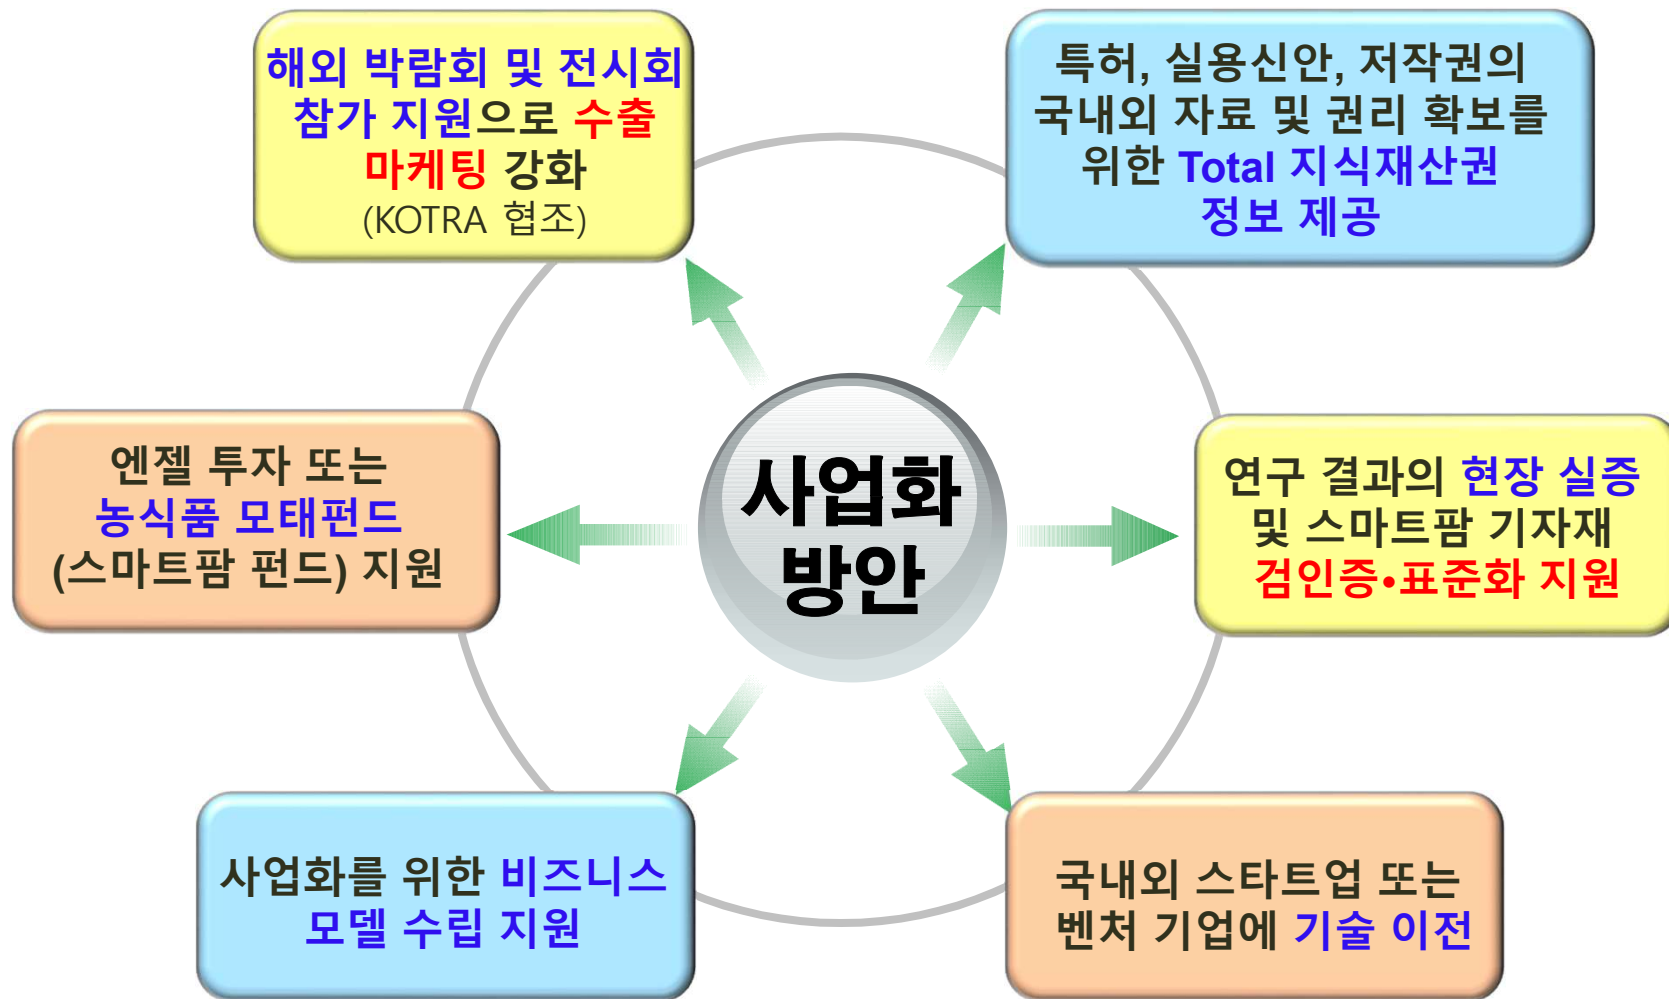 해외 박람회 및 전시회
참가 지원으로 수출
마케팅 강화
(KOTRA 협조)
특허, 실용신안, 저작권의
국내외 자료 및 권리 확보를
위한 Total 지식재산권
정보 제공
엔젤 투자 또는
농식품 모태펀드
(스마트팜 펀드) 지원
사업화
방안
연구 결과의 현장 실증
및 스마트팜 기자재
검인증•표준화 지원
사업화를 위한 비즈니스
모델 수립 지원
국내외 스타트업 또는
벤처 기업에 기술 이전